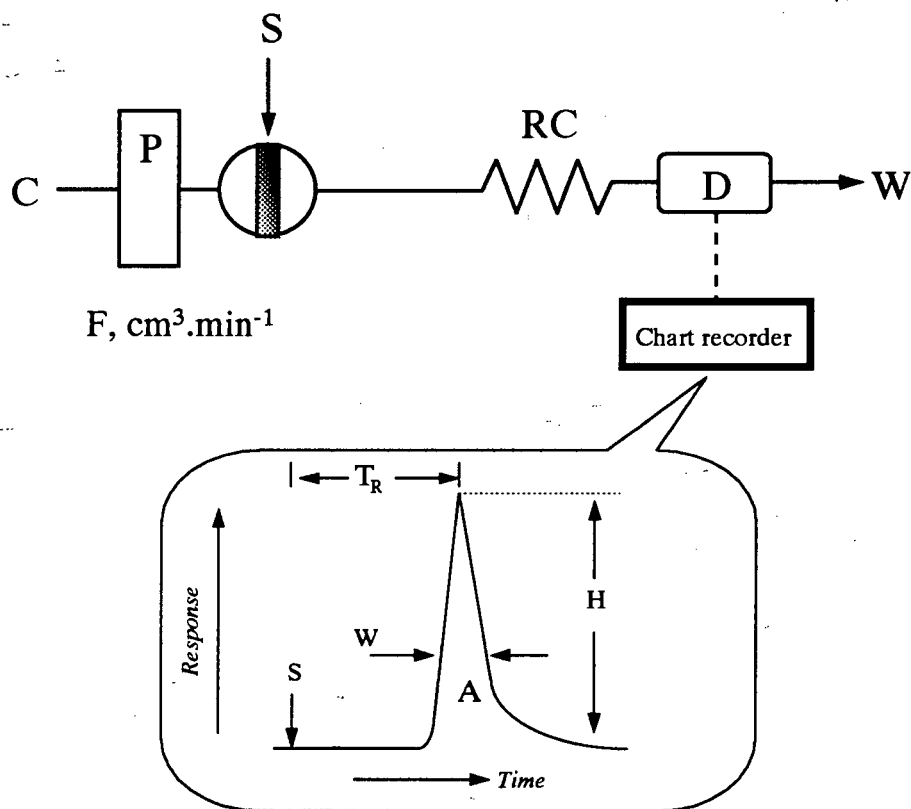 S
P
RC
C
D
W
F, cm³.min⁻¹
Chart recorder
T_R
Response
H
W
S
A
Time